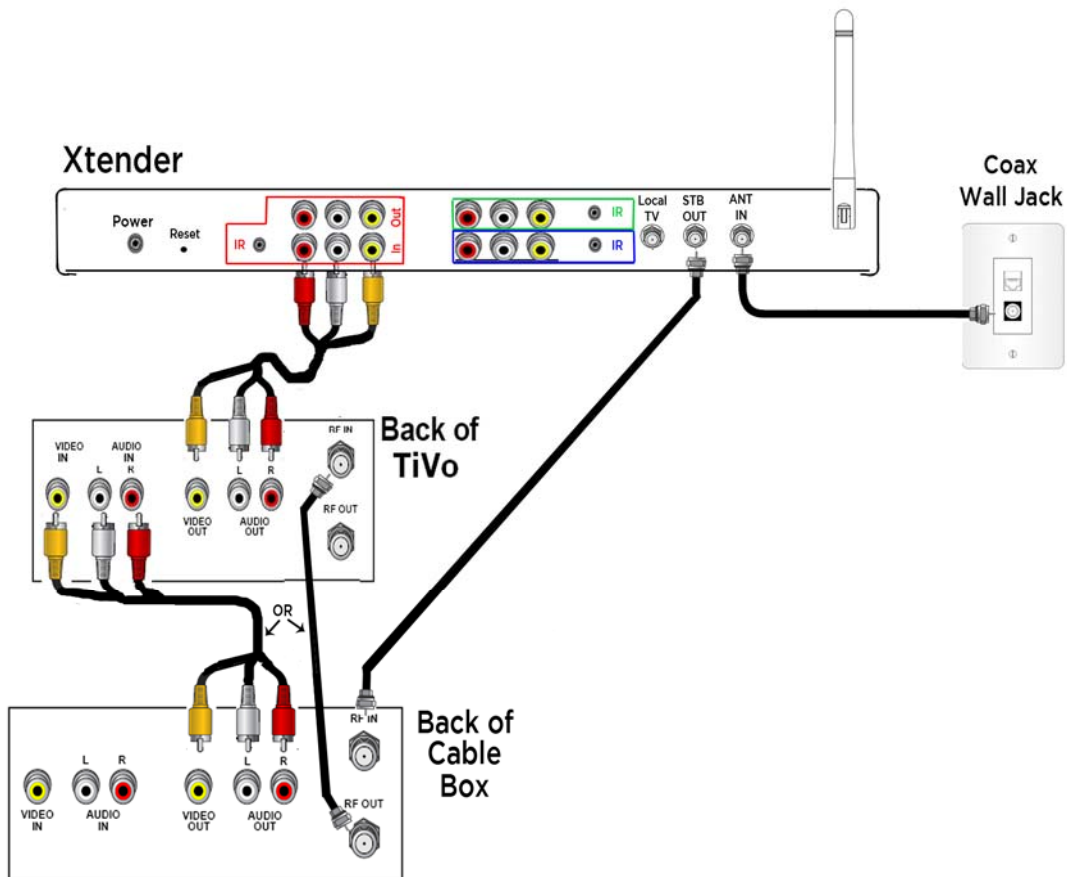 Xtender
Power
Reset
IR
Out
In
IR
IR
Local
TV
STB
OUT
ANT
IN
Coax
Wall Jack
Back of
TiVo
VIDEO
IN
AUDIO
IN
L
R
VIDEO
OUT
L
R
AUDIO
OUT
RF IN
RF OUT
OR
Back of
Cable
Box
VIDEO
IN
L
R
AUDIO
IN
VIDEO
OUT
L
R
AUDIO
OUT
RF IN
RF OUT